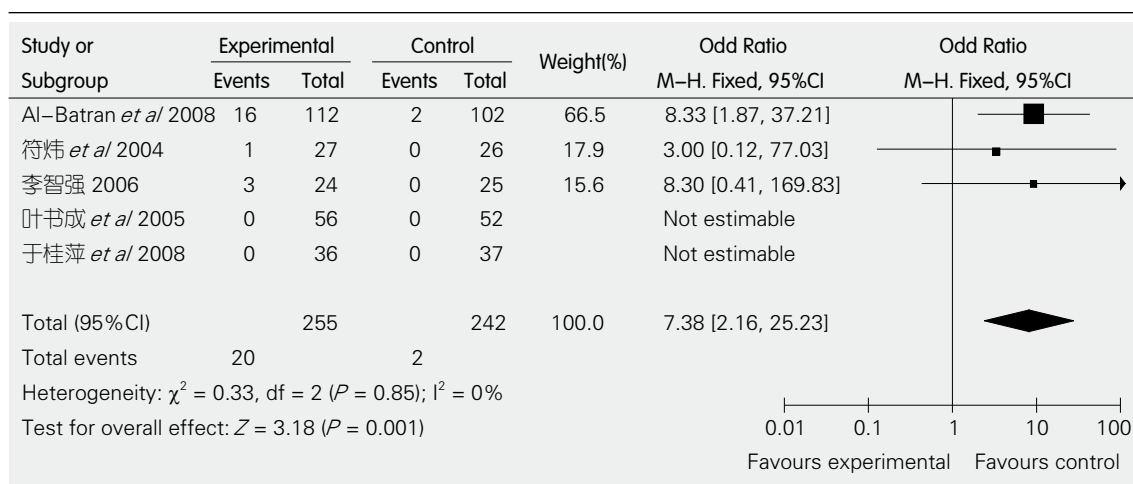 Study or Experimental Control Weight(%) Odd Ratio Odd Ratio
Subgroup Events Total Events Total M–H. Fixed, 95%CI M–H. Fixed, 95%CI
Al–Batran et al 2008 16 112 2 102 66.5 8.33 [1.87, 37.21]
符炜 et al 2004 1 27 0 26 17.9 3.00 [0.12, 77.03]
李智强 2006 3 24 0 25 15.6 8.30 [0.41, 169.83]
叶书成 et al 2005 0 56 0 52 Not estimable
于桂萍 et al 2008 0 36 0 37 Not estimable
Total (95%CI) 255 242 100.0 7.38 [2.16, 25.23]
Total events 20 2
Heterogeneity: χ² = 0.33, df = 2 (P = 0.85); I² = 0%
Test for overall effect: Z = 3.18 (P = 0.001)
0.01 0.1 1 10 100
Favours experimental Favours control